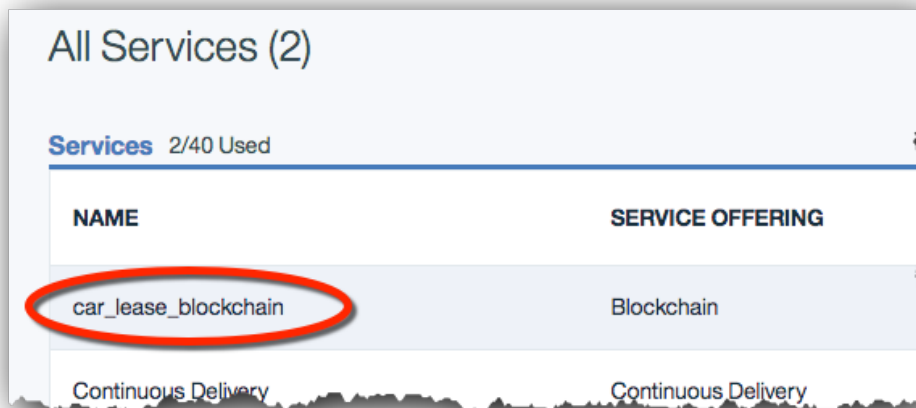 All Services (2)
Services 2/40 Used
NAME SERVICE OFFERING
car_lease_blockchain Blockchain
Continuous Delivery Continuous Delivery